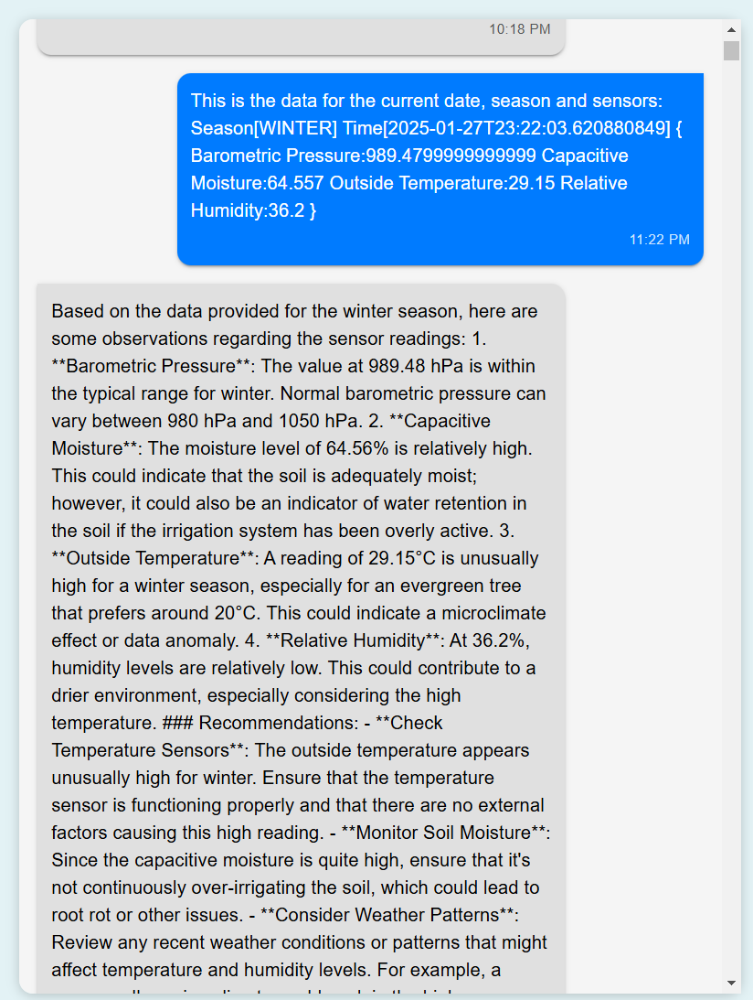 10:18 PM
This is the data for the current date, season and sensors:
Season[WINTER] Time[2025-01-27T23:22:03.620880849] {
Barometric Pressure:989.4799999999999 Capacitive
Moisture:64.557 Outside Temperature:29.15 Relative
Humidity:36.2 }
11:22 PM
Based on the data provided for the winter season, here are
some observations regarding the sensor readings: 1.
**Barometric Pressure**: The value at 989.48 hPa is within
the typical range for winter. Normal barometric pressure can
vary between 980 hPa and 1050 hPa. 2. **Capacitive
Moisture**: The moisture level of 64.56% is relatively high.
This could indicate that the soil is adequately moist;
however, it could also be an indicator of water retention in
the soil if the irrigation system has been overly active. 3.
**Outside Temperature**: A reading of 29.15°C is unusually
high for a winter season, especially for an evergreen tree
that prefers around 20°C. This could indicate a microclimate
effect or data anomaly. 4. **Relative Humidity**: At 36.2%,
humidity levels are relatively low. This could contribute to a
drier environment, especially considering the high
temperature. ### Recommendations: - **Check
Temperature Sensors**: The outside temperature appears
unusually high for winter. Ensure that the temperature
sensor is functioning properly and that there are no external
factors causing this high reading. - **Monitor Soil Moisture**:
Since the capacitive moisture is quite high, ensure that it's
not continuously over-irrigating the soil, which could lead to
root rot or other issues. - **Consider Weather Patterns**:
Review any recent weather conditions or patterns that might
affect temperature and humidity levels. For example, a